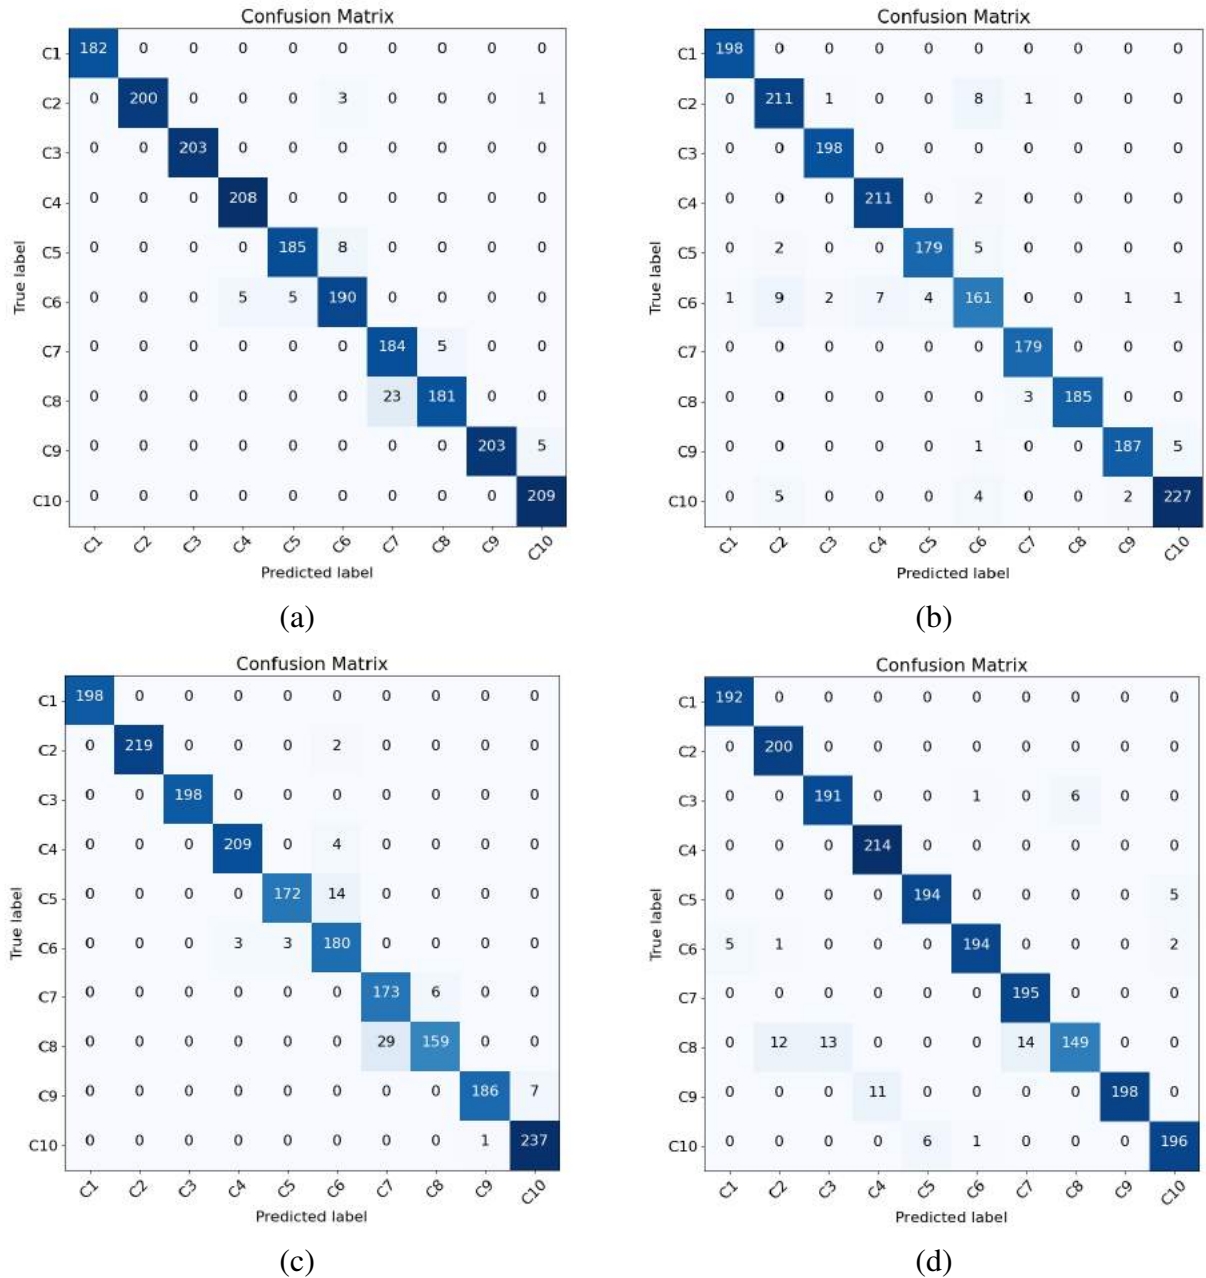 Confusion Matrix
C1 182 0 0 0 0 0 0 0 0 0
C2 0 200 0 0 0 3 0 0 0 1
C3 0 0 203 0 0 0 0 0 0 0
C4 0 0 0 208 0 0 0 0 0 0
C5 0 0 0 0 185 8 0 0 0 0
C6 0 0 0 5 5 190 0 0 0 0
C7 0 0 0 0 0 0 184 5 0 0
C8 0 0 0 0 0 0 23 181 0 0
C9 0 0 0 0 0 0 0 0 203 5
C10 0 0 0 0 0 0 0 0 0 209
True label
C1 C2 C3 C4 C5 C6 C7 C8 C9 C10
Predicted label
(a)
Confusion Matrix
C1 198 0 0 0 0 0 0 0 0 0
C2 0 211 1 0 0 8 1 0 0 0
C3 0 0 198 0 0 0 0 0 0 0
C4 0 0 0 211 0 2 0 0 0 0
C5 0 2 0 0 179 5 0 0 0 0
C6 1 9 2 7 4 161 0 0 1 1
C7 0 0 0 0 0 0 179 0 0 0
C8 0 0 0 0 0 0 3 185 0 0
C9 0 0 0 0 0 1 0 0 187 5
C10 0 5 0 0 0 4 0 0 2 227
True label
C1 C2 C3 C4 C5 C6 C7 C8 C9 C10
Predicted label
(b)
Confusion Matrix
C1 198 0 0 0 0 0 0 0 0 0
C2 0 219 0 0 0 2 0 0 0 0
C3 0 0 198 0 0 0 0 0 0 0
C4 0 0 0 209 0 4 0 0 0 0
C5 0 0 0 0 172 14 0 0 0 0
C6 0 0 0 3 3 180 0 0 0 0
C7 0 0 0 0 0 0 173 6 0 0
C8 0 0 0 0 0 0 29 159 0 0
C9 0 0 0 0 0 0 0 0 186 7
C10 0 0 0 0 0 0 0 0 1 237
True label
C1 C2 C3 C4 C5 C6 C7 C8 C9 C10
Predicted label
(c)
Confusion Matrix
C1 192 0 0 0 0 0 0 0 0 0
C2 0 200 0 0 0 0 0 0 0 0
C3 0 0 191 0 0 1 0 6 0 0
C4 0 0 0 214 0 0 0 0 0 0
C5 0 0 0 0 194 0 0 0 0 5
C6 5 1 0 0 0 194 0 0 0 2
C7 0 0 0 0 0 0 195 0 0 0
C8 0 12 13 0 0 0 14 149 0 0
C9 0 0 0 11 0 0 0 0 198 0
C10 0 0 0 0 6 1 0 0 0 196
True label
C1 C2 C3 C4 C5 C6 C7 C8 C9 C10
Predicted label
(d)